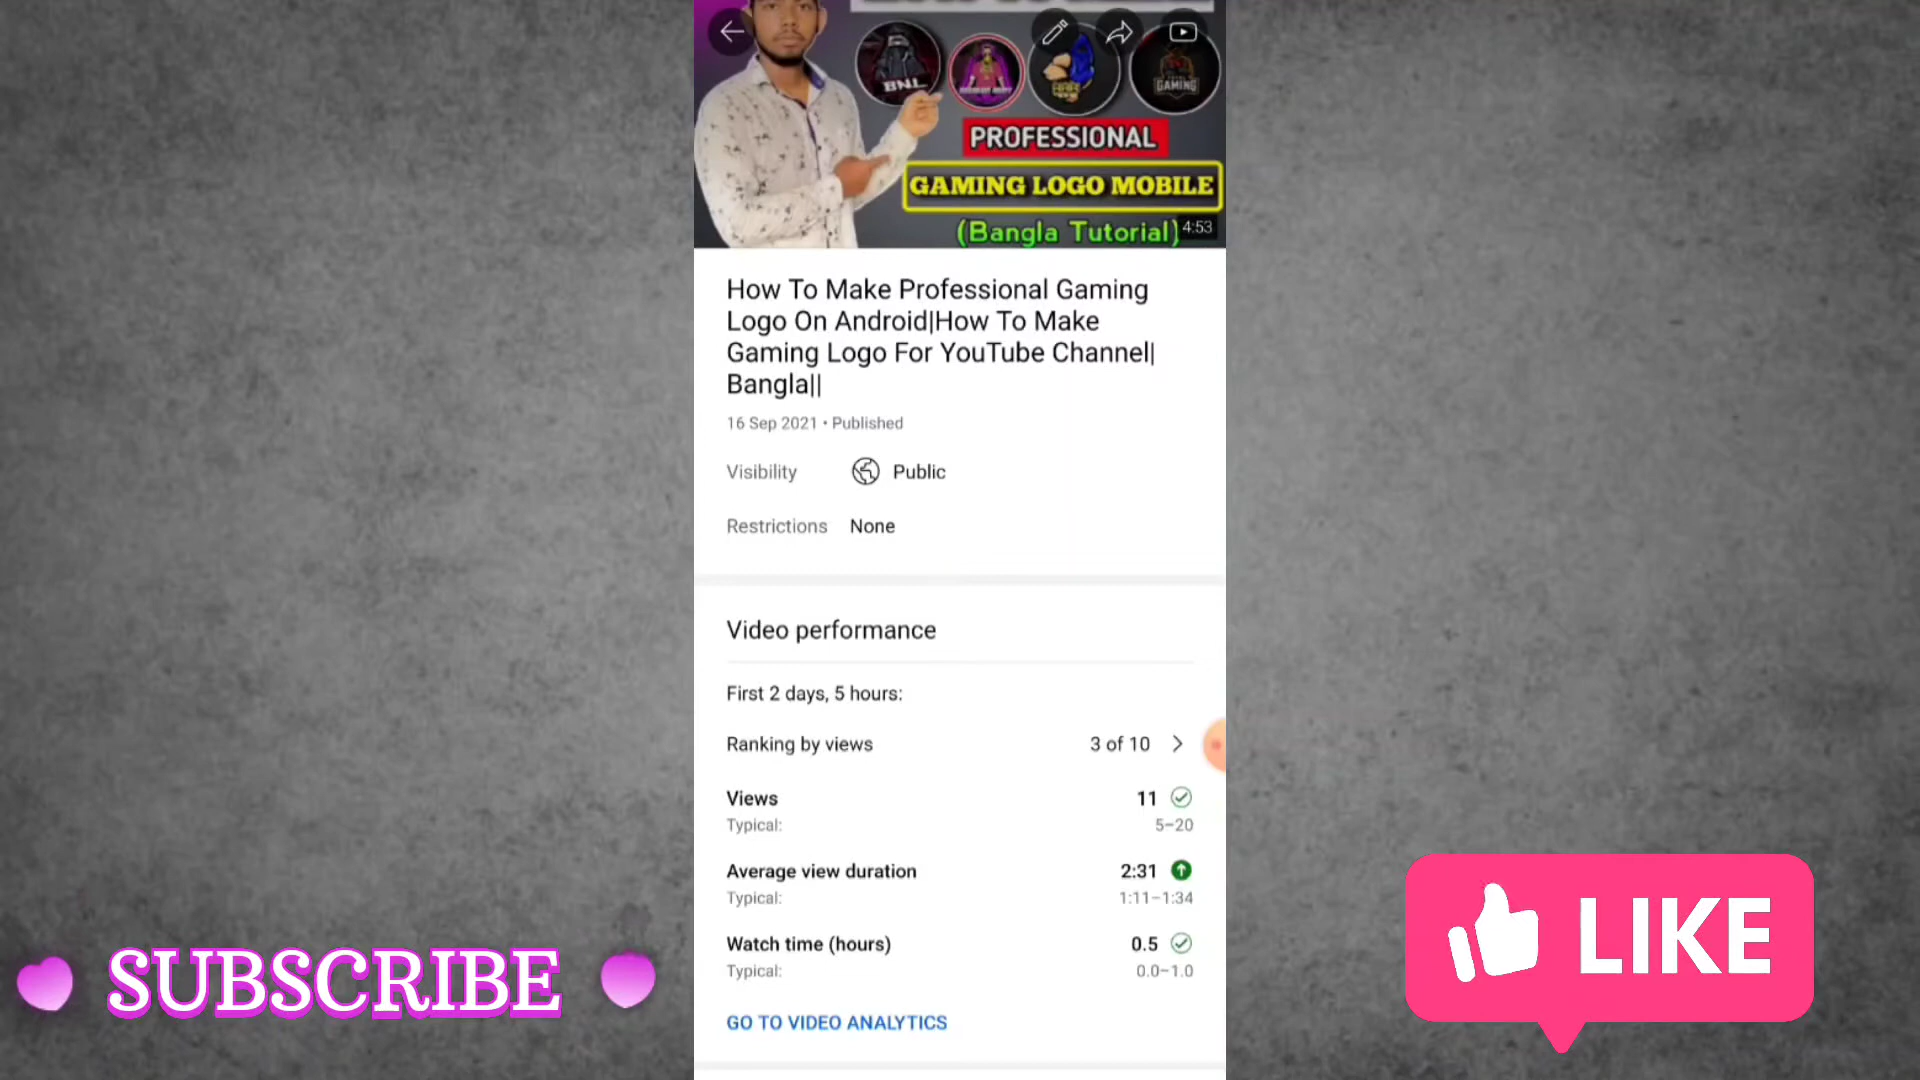 BNL
GAMING
PROFESSIONAL
GAMING LOGO MOBILE
(Bangla Tutorial)
4:53
How To Make Professional Gaming
Logo On Android|How To Make
Gaming Logo For YouTube Channel|
Bangla||
16 Sep 2021 • Published
Visibility Public
Restrictions None
Video performance
First 2 days, 5 hours:
Ranking by views 3 of 10
Views 11
Typical: 5–20
Average view duration 2:31
Typical: 1:11–1:34
Watch time (hours) 0.5
Typical: 0.0–1.0
GO TO VIDEO ANALYTICS
SUBSCRIBE
LIKE